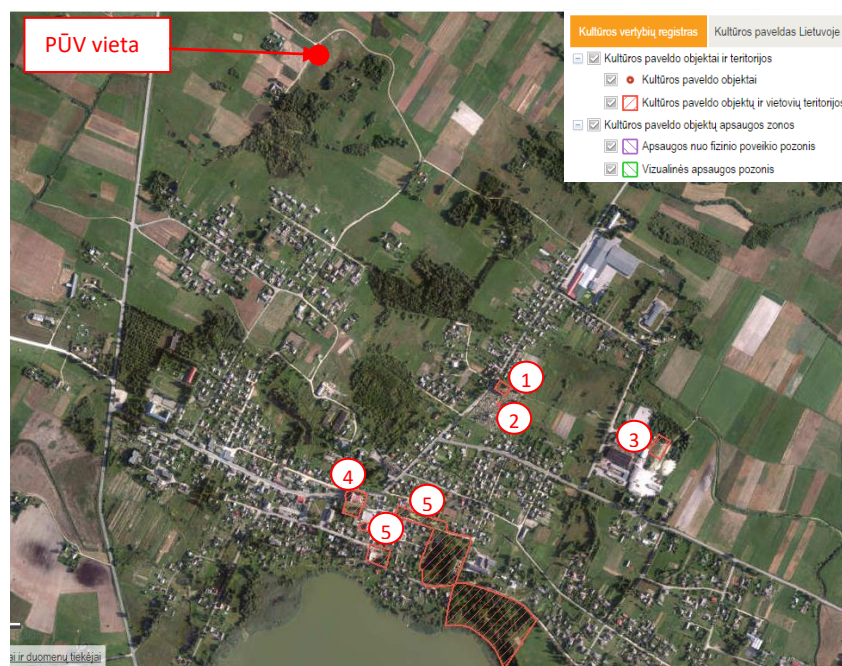 PŪV vieta
Kultūros vertybių registras
Kultūros paveldas Lietuvoje
Kultūros paveldo objektai ir teritorijos
Kultūros paveldo objektai
Kultūros paveldo objektų ir vietovių teritorijos
Kultūros paveldo objektų apsaugos zonos
Apsaugos nuo fizinio poveikio pozonis
Vizualinės apsaugos pozonis
1
2
3
4
5
5
ai ir duomenų tiekėjai